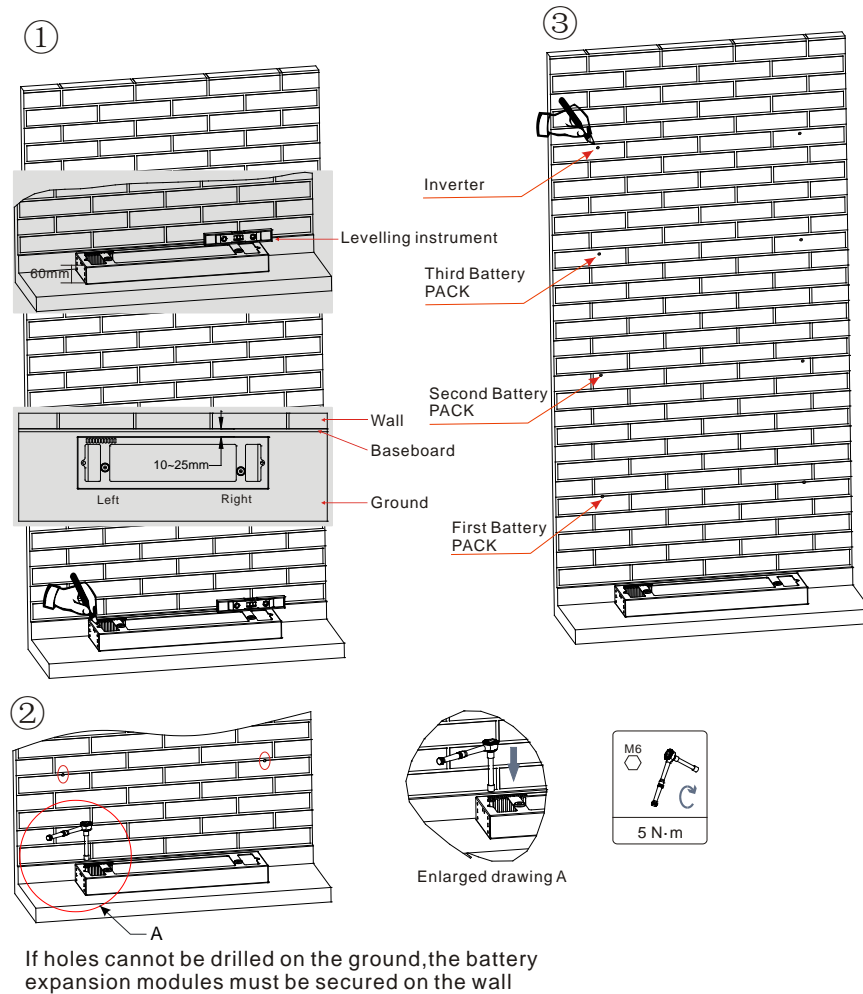 ①
Levelling instrument
60mm
Wall
Baseboard
10~25mm
Left
Right
Ground
③
Inverter
Third Battery
PACK
Second Battery
PACK
First Battery
PACK
②
A
Enlarged drawing A
M6
5 N·m
If holes cannot be drilled on the ground,the battery
expansion modules must be secured on the wall